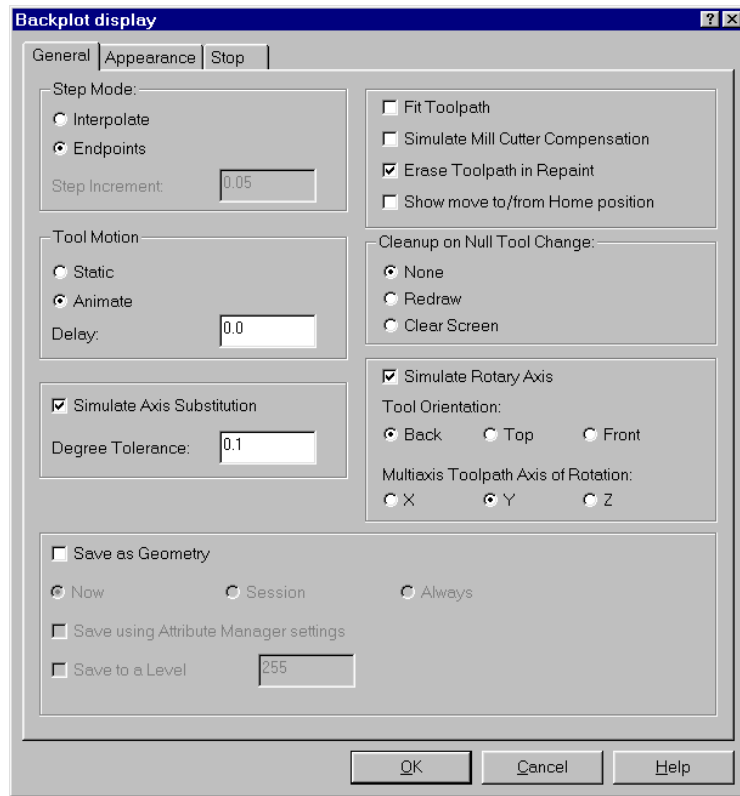 Backplot display
General Appearance Stop
Step Mode:
Interpolate
Endpoints
Step Increment: 0.05
Fit Toolpath
Simulate Mill Cutter Compensation
Erase Toolpath in Repaint
Show move to/from Home position
Tool Motion
Static
Animate
Delay: 0.0
Cleanup on Null Tool Change:
None
Redraw
Clear Screen
Simulate Axis Substitution
Degree Tolerance: 0.1
Simulate Rotary Axis
Tool Orientation:
Back Top Front
Multiaxis Toolpath Axis of Rotation:
X Y Z
Save as Geometry
Now Session Always
Save using Attribute Manager settings
Save to a Level 255
OK Cancel Help